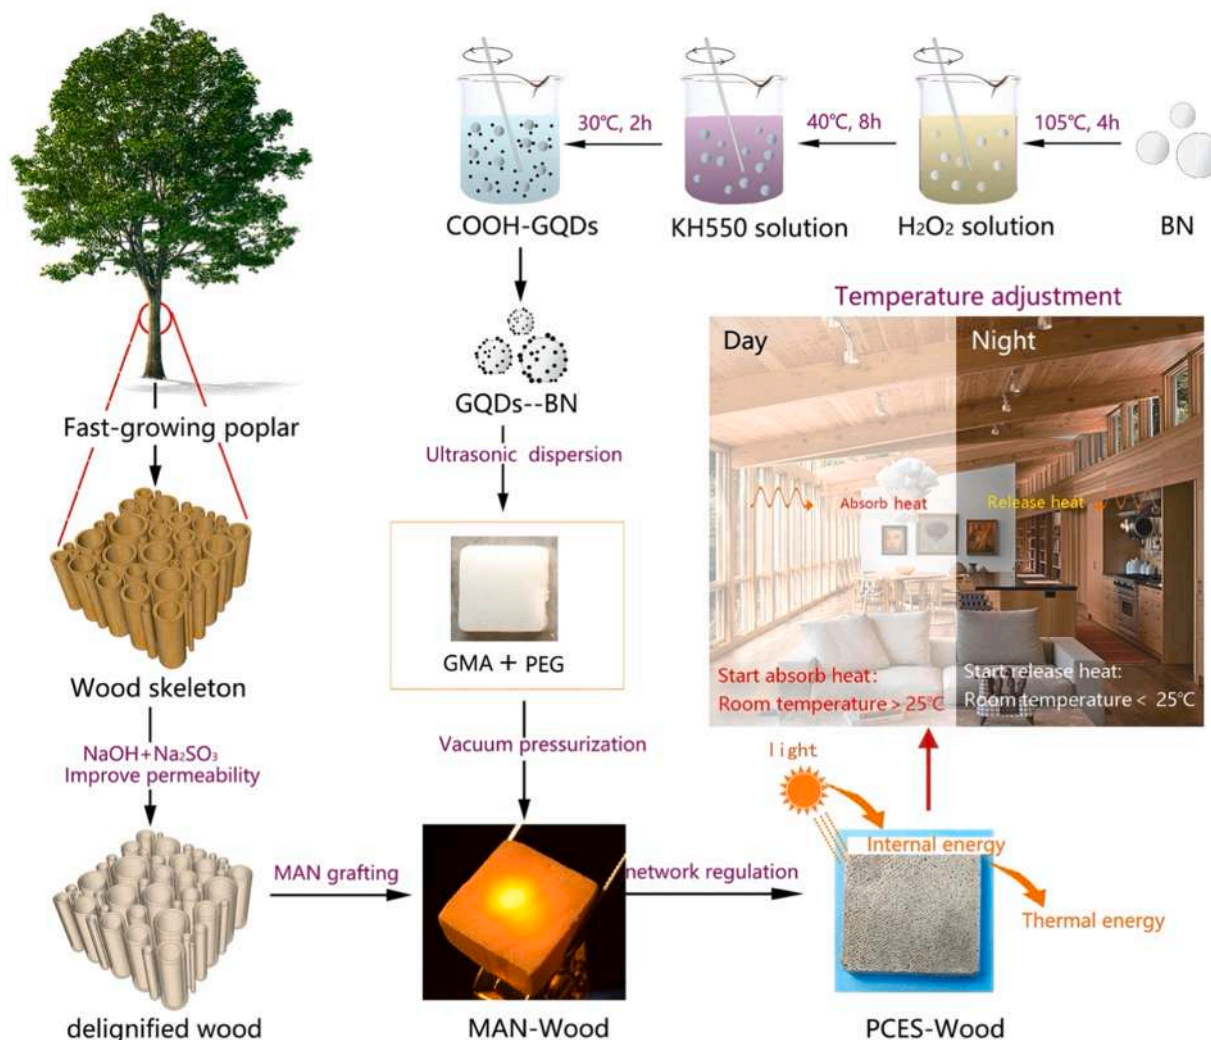 30℃, 2h
40℃, 8h
105℃, 4h
COOH-GQDs
KH550 solution
H₂O₂ solution
BN
GQDs--BN
Ultrasonic dispersion
GMA + PEG
Vacuum pressurization
Fast-growing poplar
Wood skeleton
NaOH+Na₂SO₃
Improve permeability
delignified wood
MAN grafting
MAN-Wood
network regulation
PCES-Wood
light
Internal energy
Thermal energy
Temperature adjustment
Day
Night
Absorb heat
Release heat
Start absorb heat:
Room temperature > 25℃
Start release heat:
Room temperature < 25℃